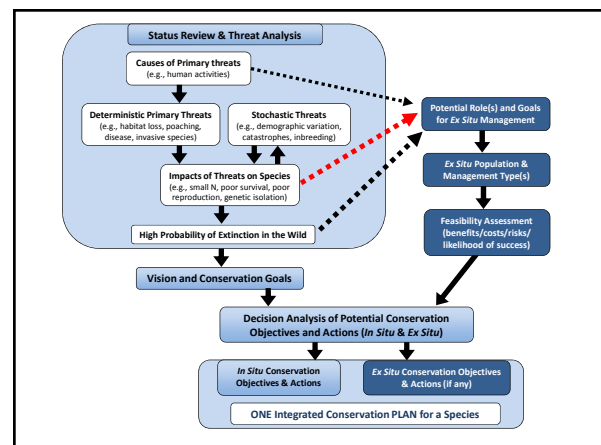 Status Review & Threat Analysis
Causes of Primary threats
(e.g., human activities)
Deterministic Primary Threats
(e.g., habitat loss, poaching,
disease, invasive species)
Stochastic Threats
(e.g., demographic variation,
catastrophes, inbreeding)
Impacts of Threats on Species
(e.g., small N, poor survival, poor
reproduction, genetic isolation)
High Probability of Extinction in the Wild
Potential Role(s) and Goals
for Ex Situ Management
Ex Situ Population &
Management Type(s)
Feasibility Assessment
(benefits/costs/risks/
likelihood of success)
Vision and Conservation Goals
Decision Analysis of Potential Conservation
Objectives and Actions (In Situ & Ex Situ)
In Situ Conservation
Objectives & Actions
Ex Situ Conservation Objectives
& Actions (if any)
ONE Integrated Conservation PLAN for a Species